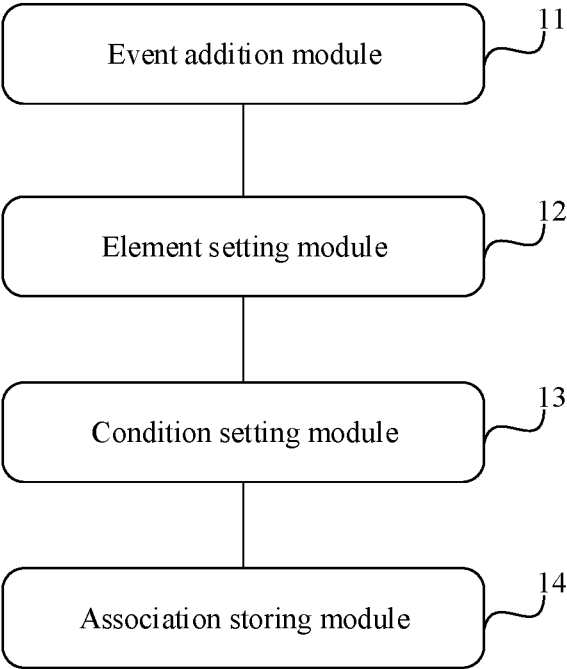 11
Event addition module
12
Element setting module
13
Condition setting module
14
Association storing module